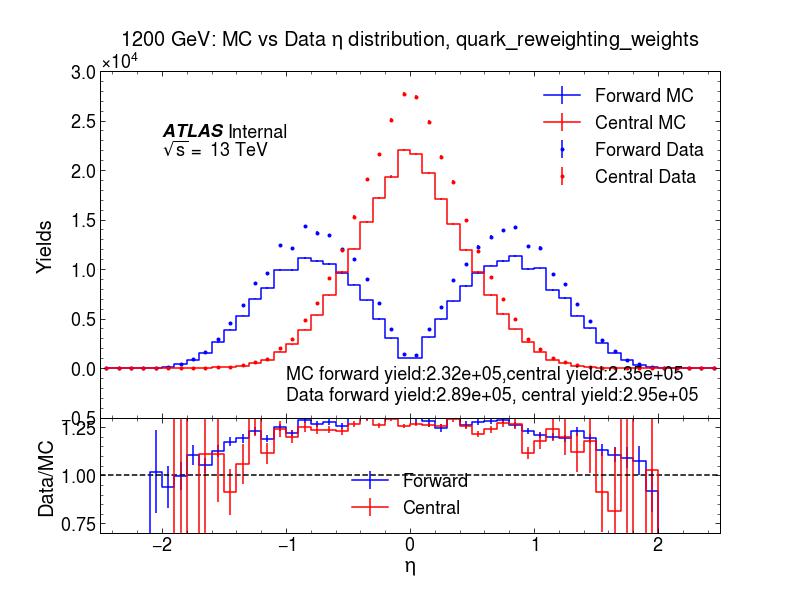 1200 GeV: MC vs Data η distribution, quark_reweighting_weights
×10⁴
3.0
2.5
2.0
1.5
1.0
0.5
0.0
0.5
Yields
ATLAS Internal
√s = 13 TeV
Forward MC
Central MC
Forward Data
Central Data
MC forward yield:2.32e+05,central yield:2.35e+05
Data forward yield:2.89e+05, central yield:2.95e+05
1.25
1.00
0.75
Data/MC
Forward
Central
−2 −1 0 1 2
η